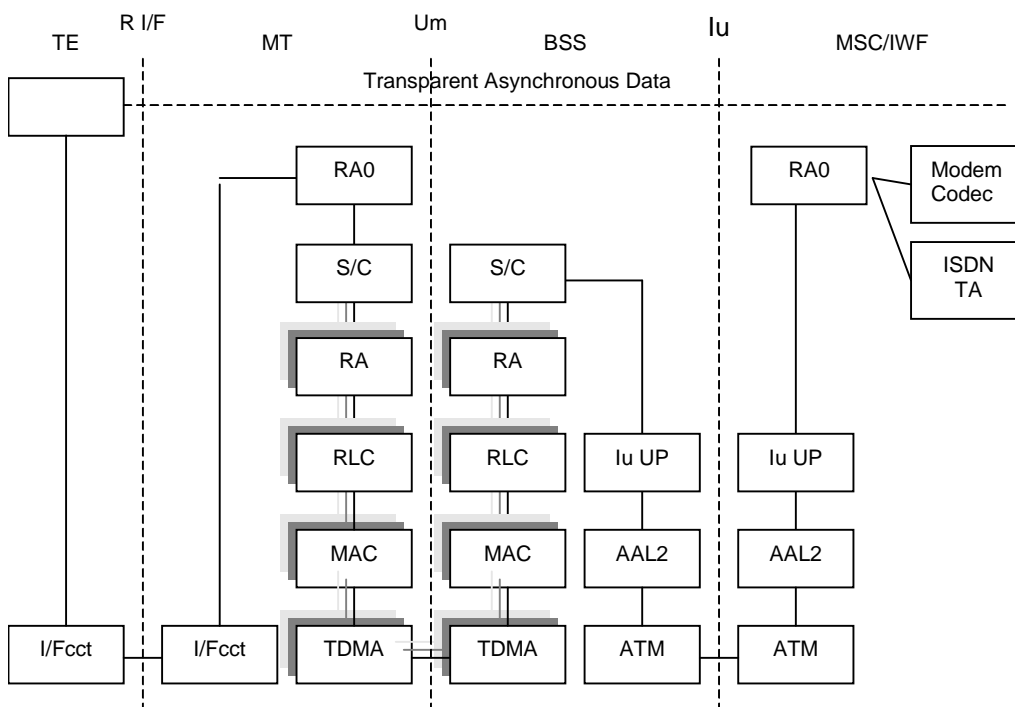 R I/F
Um
Iu
TE
MT
BSS
MSC/IWF
Transparent Asynchronous Data
RA0
RA0
Modem
Codec
S/C
S/C
ISDN
TA
RA
RA
RLC
RLC
Iu UP
Iu UP
MAC
MAC
AAL2
AAL2
I/Fcct
I/Fcct
TDMA
TDMA
ATM
ATM